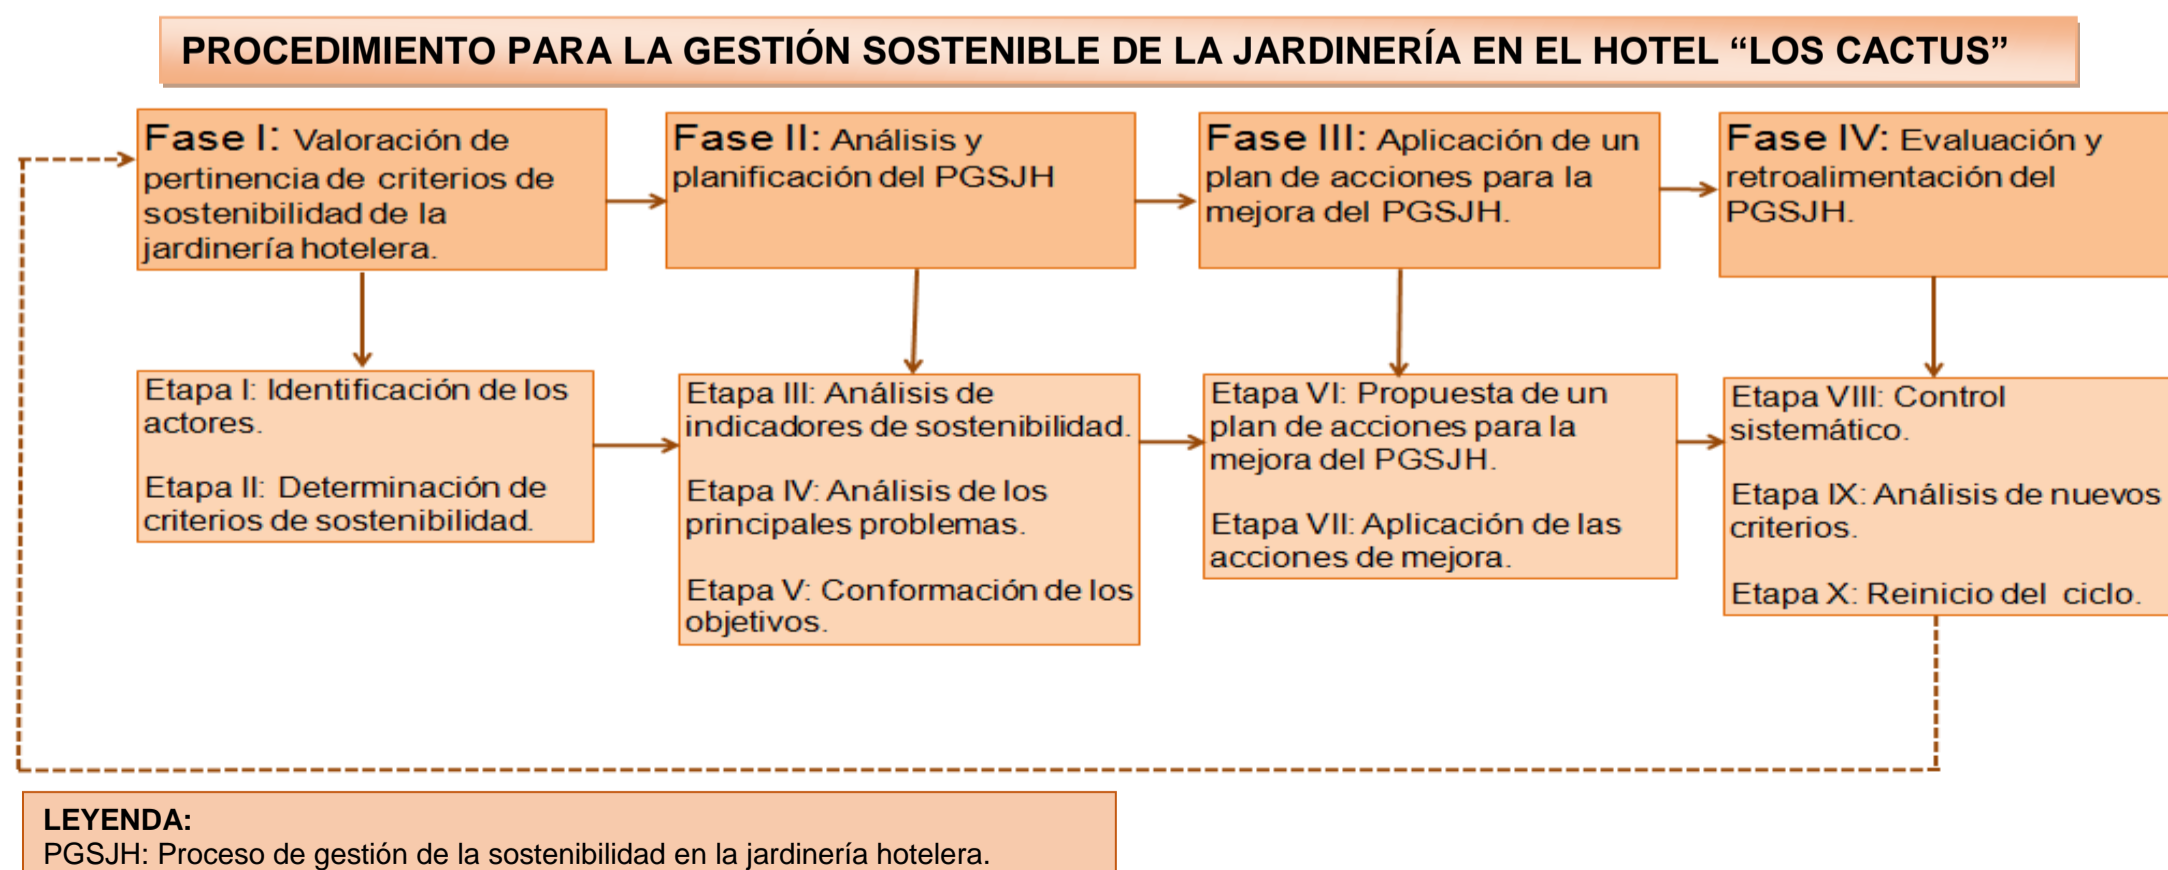 PROCEDIMIENTO PARA LA GESTIÓN SOSTENIBLE DE LA JARDINERÍA EN EL HOTEL “LOS CACTUS”
Fase I: Valoración de
pertinencia de criterios de
sostenibilidad de la
jardinería hotelera.
Fase II: Análisis y
planificación del PGSJH
Fase III: Aplicación de un
plan de acciones para la
mejora del PGSJH.
Fase IV: Evaluación y
retroalimentación del
PGSJH.
Etapa I: Identificación de los
actores.
Etapa II: Determinación de
criterios de sostenibilidad.
Etapa III: Análisis de
indicadores de sostenibilidad.
Etapa IV: Análisis de los
principales problemas.
Etapa V: Conformación de los
objetivos.
Etapa VI: Propuesta de un
plan de acciones para la
mejora del PGSJH.
Etapa VII: Aplicación de las
acciones de mejora.
Etapa VIII: Control
sistemático.
Etapa IX: Análisis de nuevos
criterios.
Etapa X: Reinicio del ciclo.
LEYENDA:
PGSJH: Proceso de gestión de la sostenibilidad en la jardinería hotelera.